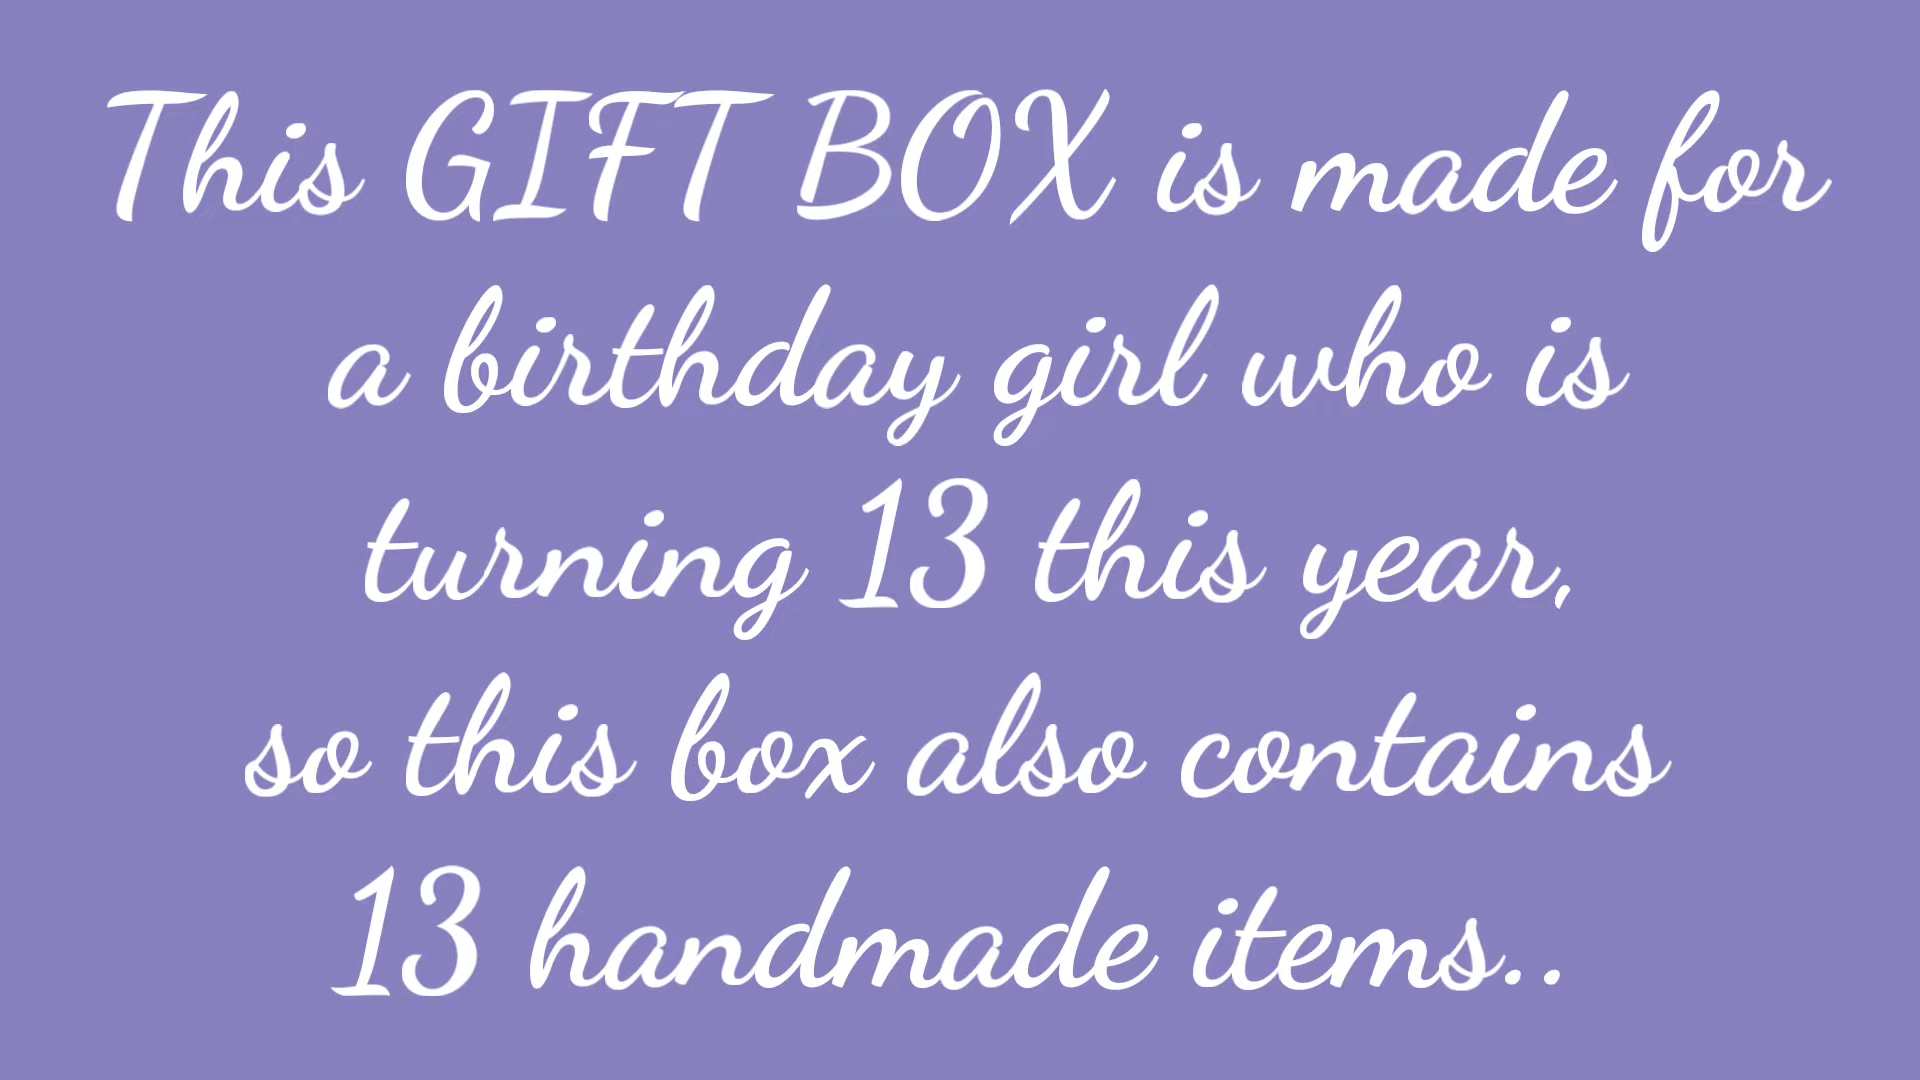 This GIFT BOX is made for
a birthday girl who is
turning 13 this year,
so this box also contains
13 handmade items..